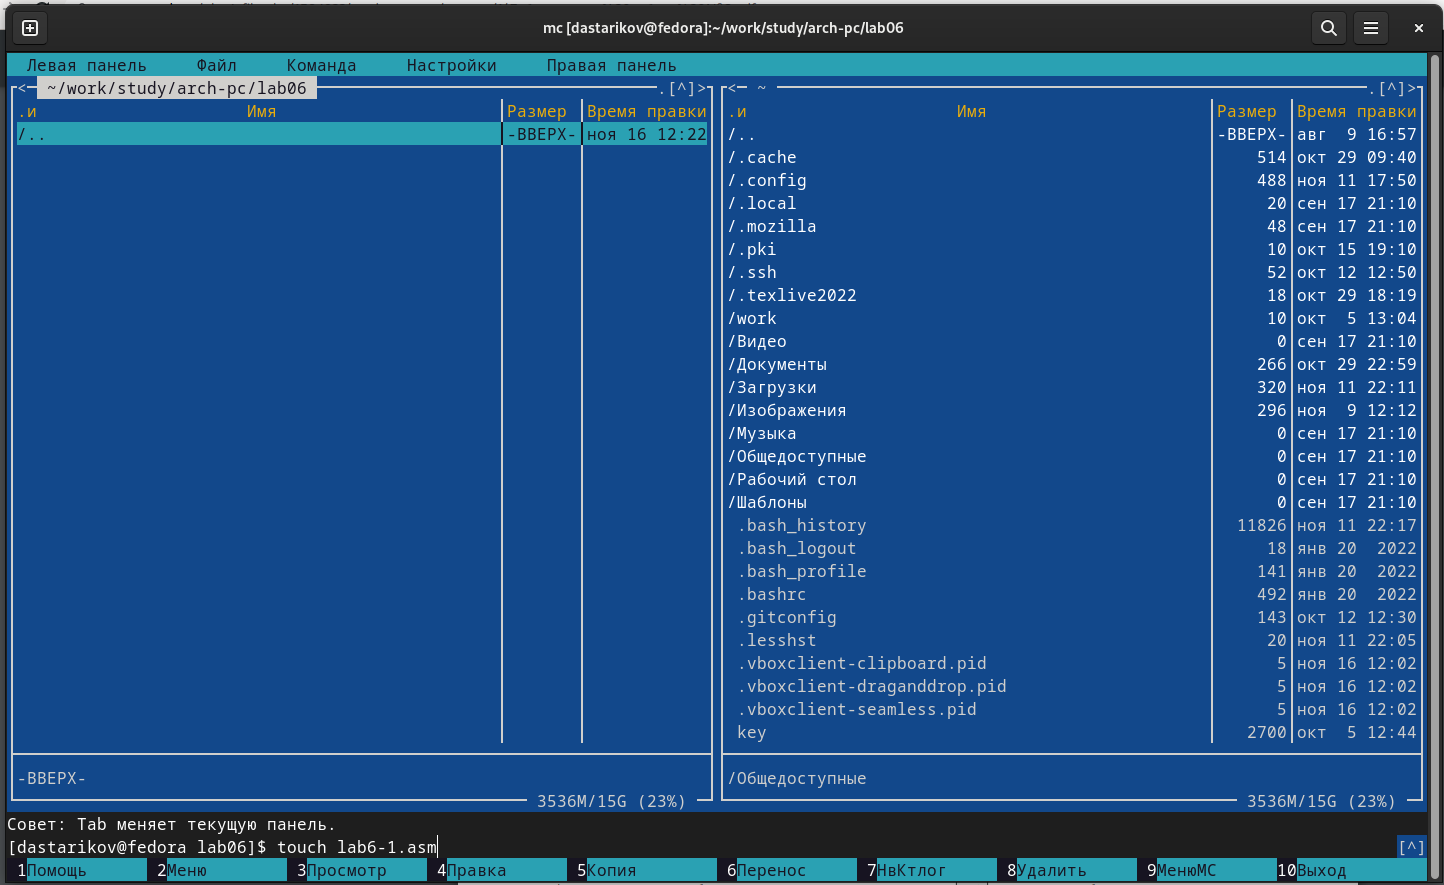 mc [dastarikov@fedora]:~/work/study/arch-pc/lab06
Левая панель Файл Команда Настройки Правая панель
<─ ~/work/study/arch-pc/lab06 .[^]>
.и Имя Размер Время правки
/.. -ВВЕРХ- ноя 16 12:22
-ВВЕРХ-
3536M/15G (23%)
<─ ~ .[^]>
.и Имя Размер Время правки
/.. -ВВЕРХ- авг 9 16:57
/.cache 514 окт 29 09:40
/.config 488 ноя 11 17:50
/.local 20 сен 17 21:10
/.mozilla 48 сен 17 21:10
/.pki 10 окт 15 19:10
/.ssh 52 окт 12 12:50
/.texlive2022 18 окт 29 18:19
/work 10 окт 5 13:04
/Видео 0 сен 17 21:10
/Документы 266 окт 29 22:59
/Загрузки 320 ноя 11 22:11
/Изображения 296 ноя 9 12:12
/Музыка 0 сен 17 21:10
/Общедоступные 0 сен 17 21:10
/Рабочий стол 0 сен 17 21:10
/Шаблоны 0 сен 17 21:10
.bash_history 11826 ноя 11 22:17
.bash_logout 18 янв 20 2022
.bash_profile 141 янв 20 2022
.bashrc 492 янв 20 2022
.gitconfig 143 окт 12 12:30
.lesshst 20 ноя 11 22:05
.vboxclient-clipboard.pid 5 ноя 16 12:02
.vboxclient-draganddrop.pid 5 ноя 16 12:02
.vboxclient-seamless.pid 5 ноя 16 12:02
key 2700 окт 5 12:44
/Общедоступные
3536M/15G (23%)
Совет: Tab меняет текущую панель.
[dastarikov@fedora lab06]$ touch lab6-1.asm [^]
1Помощь 2Меню 3Просмотр 4Правка 5Копия 6Перенос 7НвКтлог 8Удалить 9МенюMC 10Выход